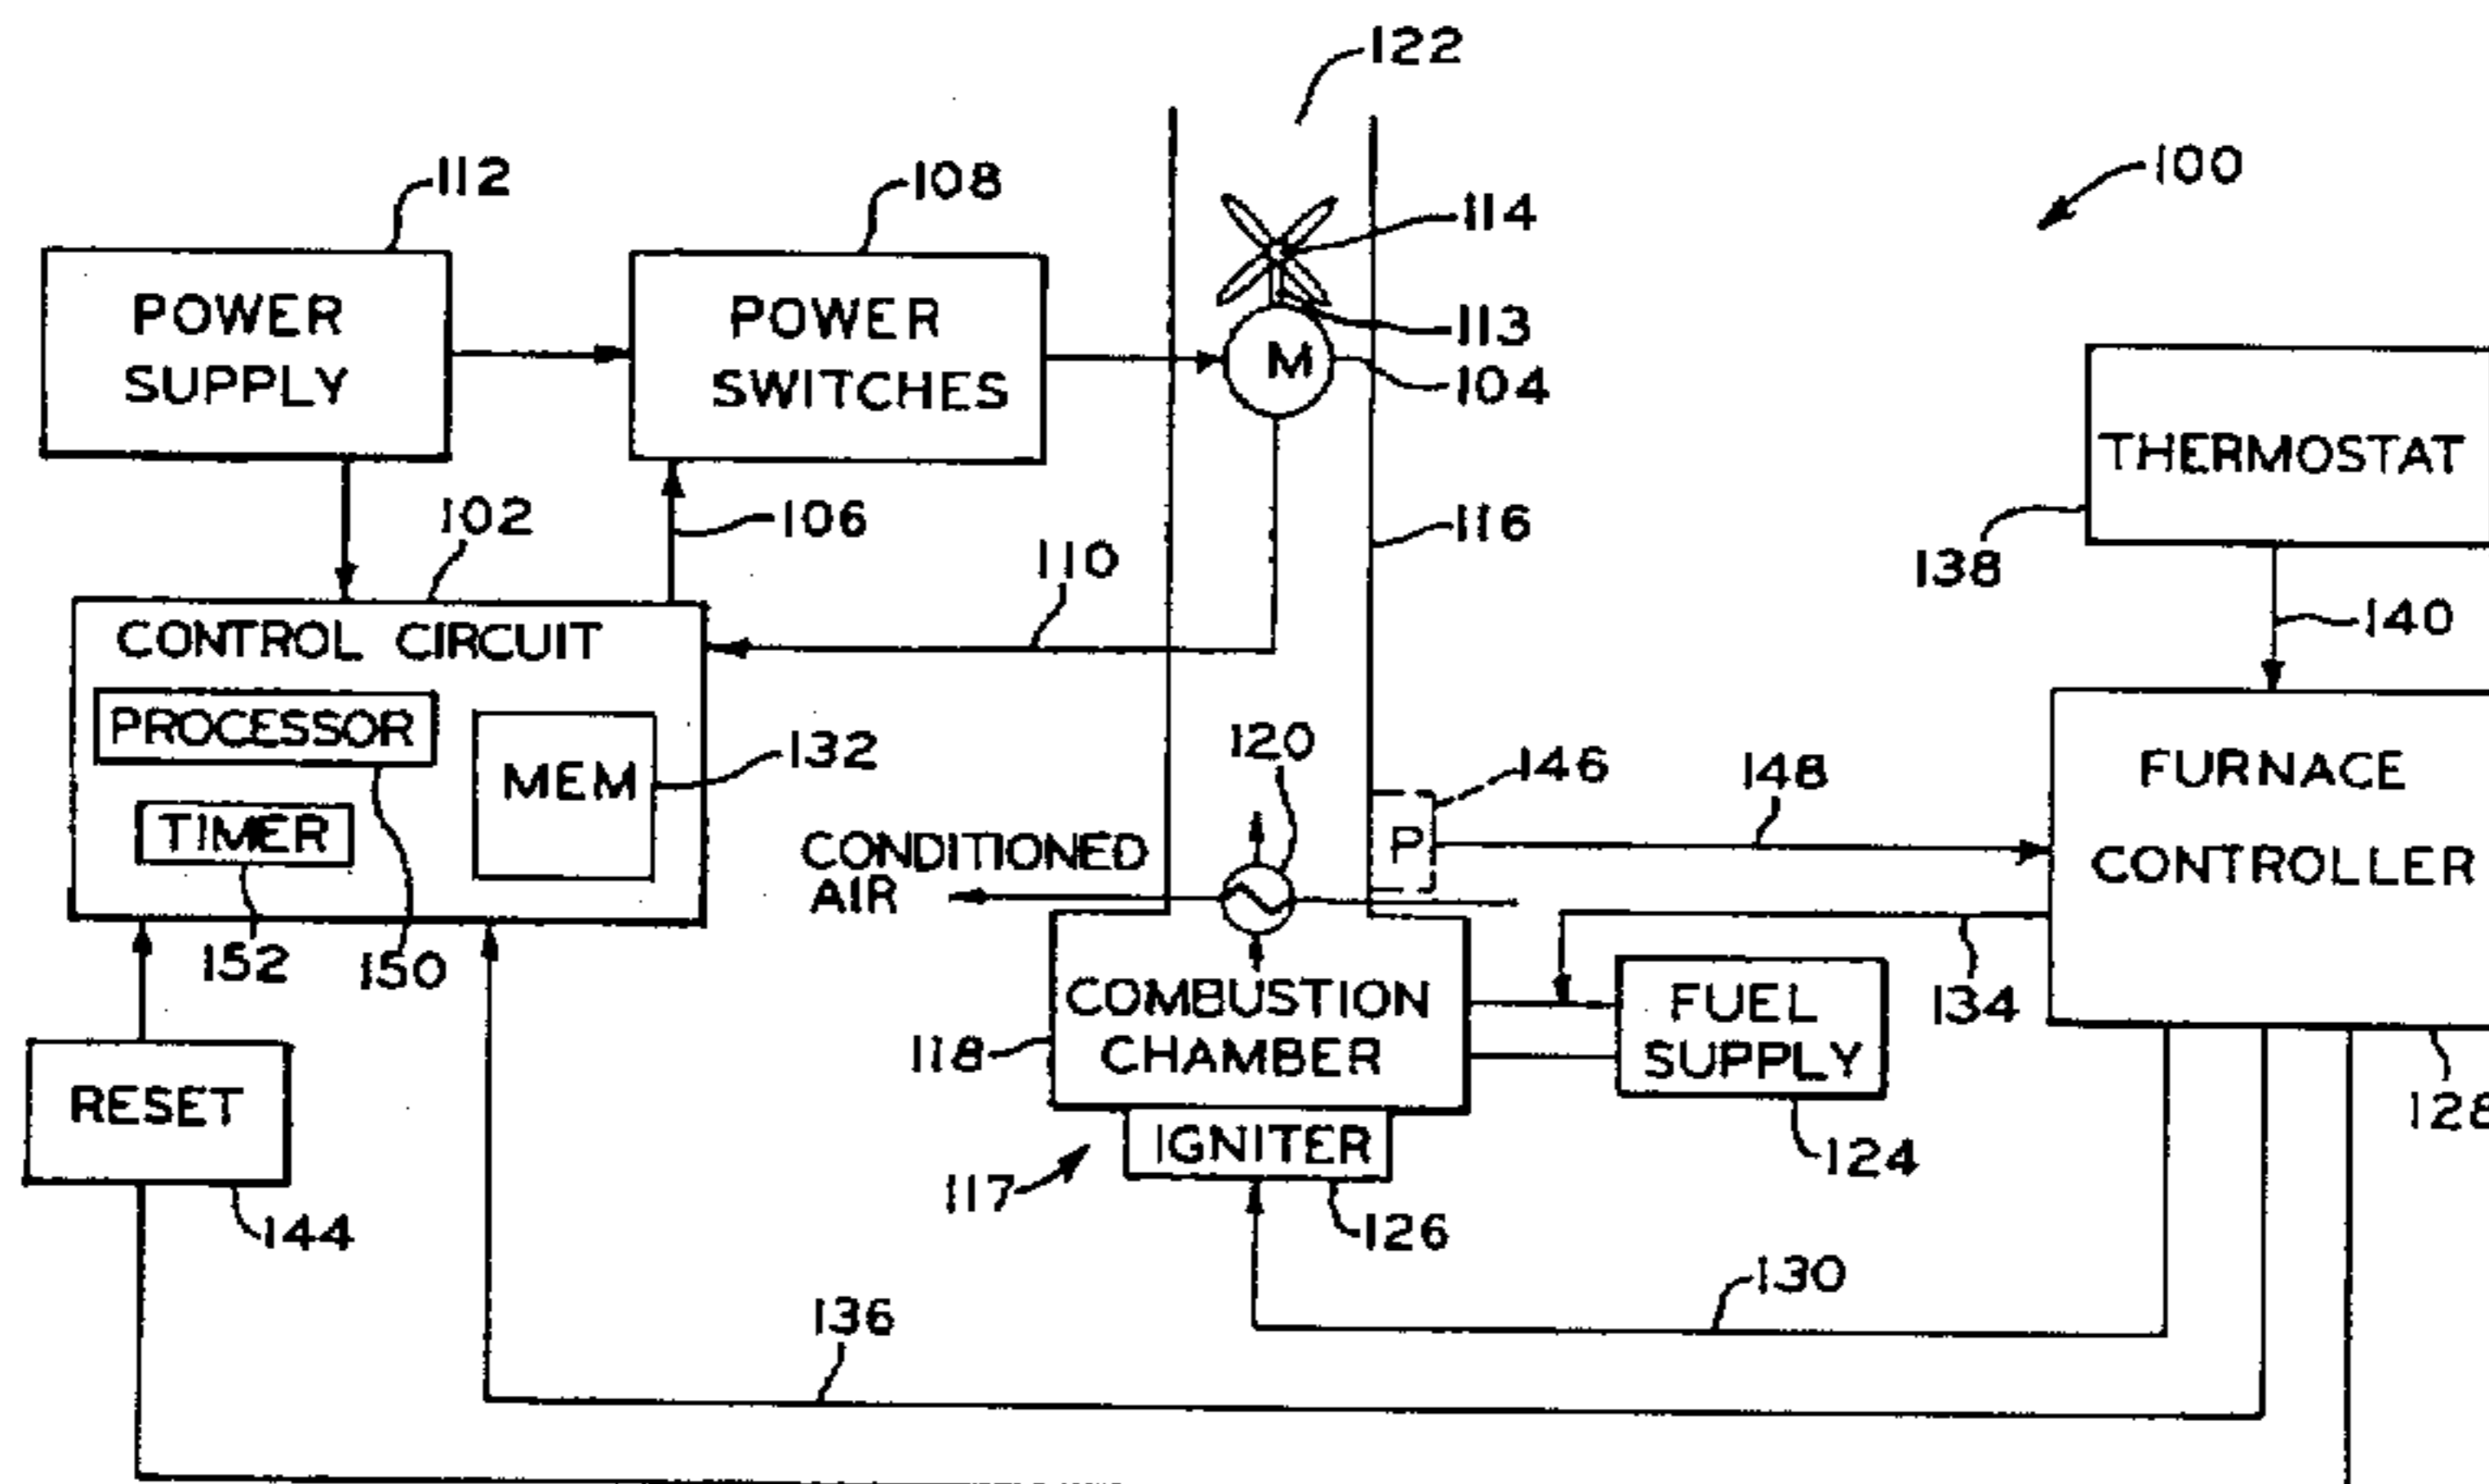 122
112
108
100
114
POWER
SUPPLY
POWER
SWITCHES
113
M
104
THERMOSTAT
102
106
116
110
138
140
CONTROL CIRCUIT
PROCESSOR
MEM
132
TIMER
120
146
148
P
FURNACE
CONTROLLER
CONDITIONED
AIR
152
150
COMBUSTION
CHAMBER
118
FUEL
SUPPLY
134
RESET
128
IGNITER
124
117
126
144
130
136